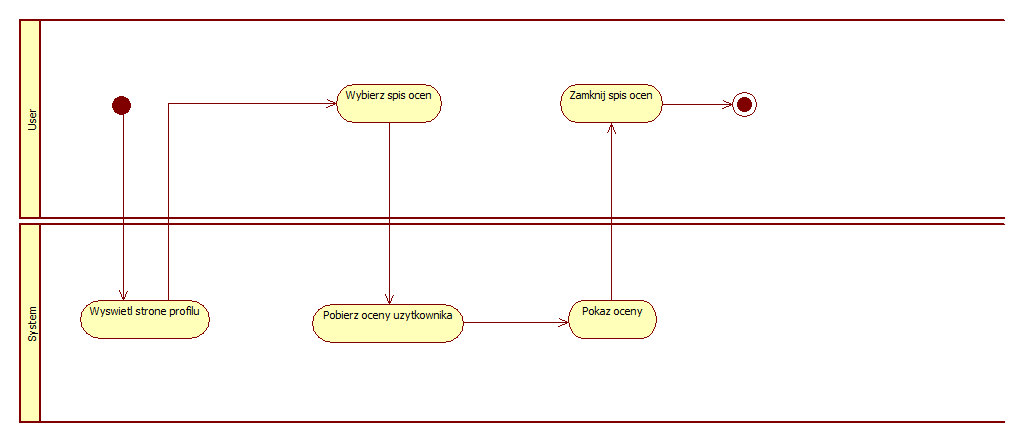 User
Wybierz spis ocen
Zamknij spis ocen
System
Wyswietl strone profilu
Pobierz oceny uzytkownika
Pokaz oceny